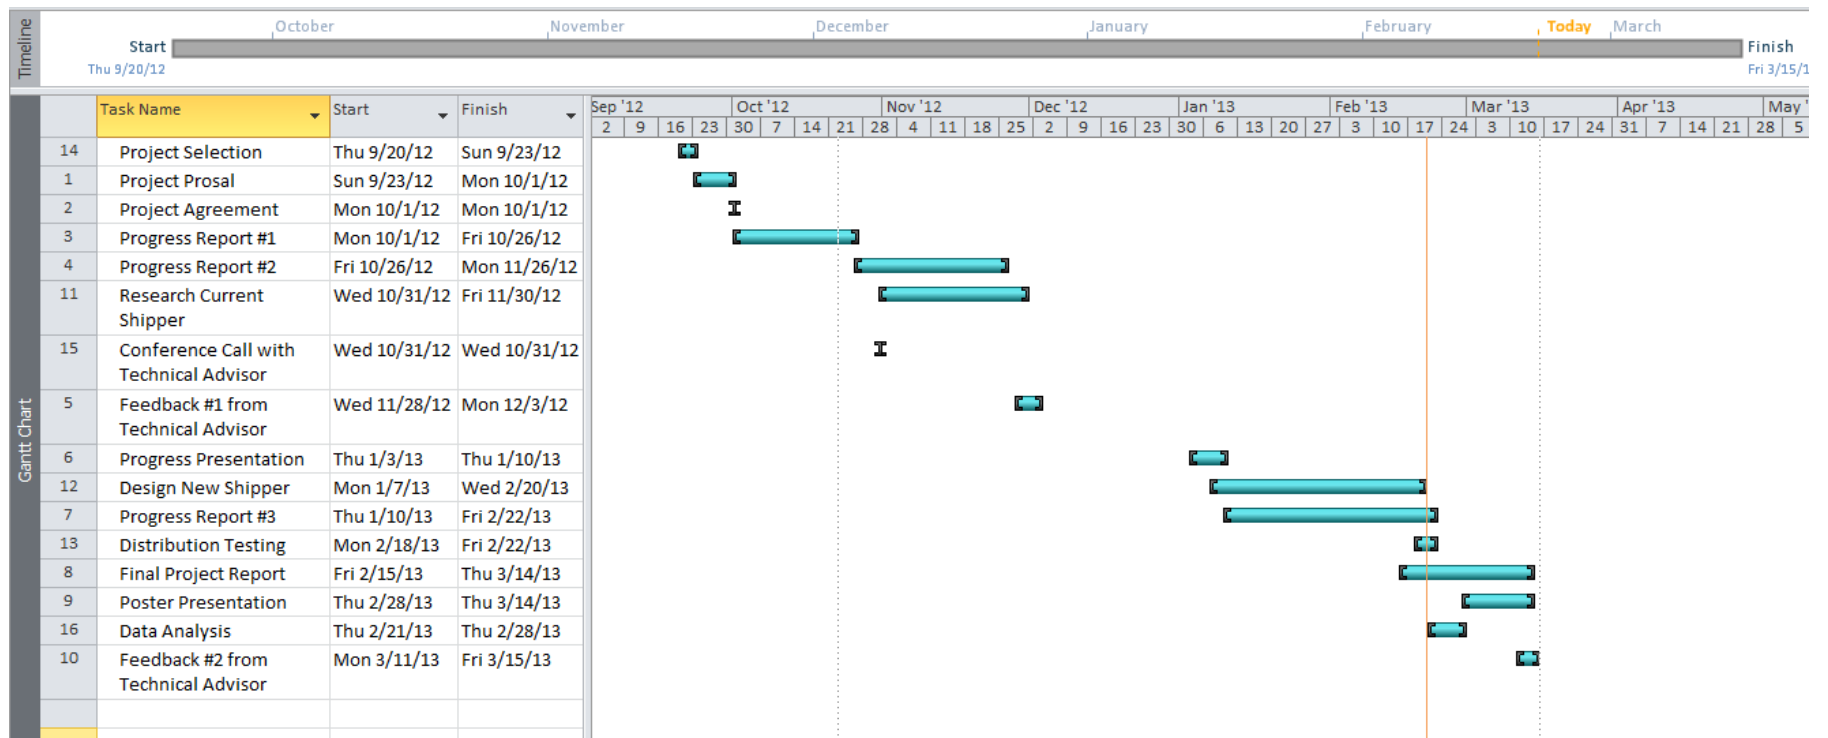 Timeline
October November December January February Today March
Start Finish
Thu 9/20/12 Fri 3/15/1
Gantt Chart
Task Name Start Finish Sep '12 Oct '12 Nov '12 Dec '12 Jan '13 Feb '13 Mar '13 Apr '13 May '
2 9 16 23 30 7 14 21 28 4 11 18 25 2 9 16 23 30 6 13 20 27 3 10 17 24 3 10 17 24 31 7 14 21 28 5
14 Project Selection Thu 9/20/12 Sun 9/23/12
1 Project Prosal Sun 9/23/12 Mon 10/1/12
2 Project Agreement Mon 10/1/12 Mon 10/1/12
3 Progress Report #1 Mon 10/1/12 Fri 10/26/12
4 Progress Report #2 Fri 10/26/12 Mon 11/26/12
11 Research Current Wed 10/31/12 Fri 11/30/12
Shipper
15 Conference Call with Wed 10/31/12 Wed 10/31/12
Technical Advisor
5 Feedback #1 from Wed 11/28/12 Mon 12/3/12
Technical Advisor
6 Progress Presentation Thu 1/3/13 Thu 1/10/13
12 Design New Shipper Mon 1/7/13 Wed 2/20/13
7 Progress Report #3 Thu 1/10/13 Fri 2/22/13
13 Distribution Testing Mon 2/18/13 Fri 2/22/13
8 Final Project Report Fri 2/15/13 Thu 3/14/13
9 Poster Presentation Thu 2/28/13 Thu 3/14/13
16 Data Analysis Thu 2/21/13 Thu 2/28/13
10 Feedback #2 from Mon 3/11/13 Fri 3/15/13
Technical Advisor